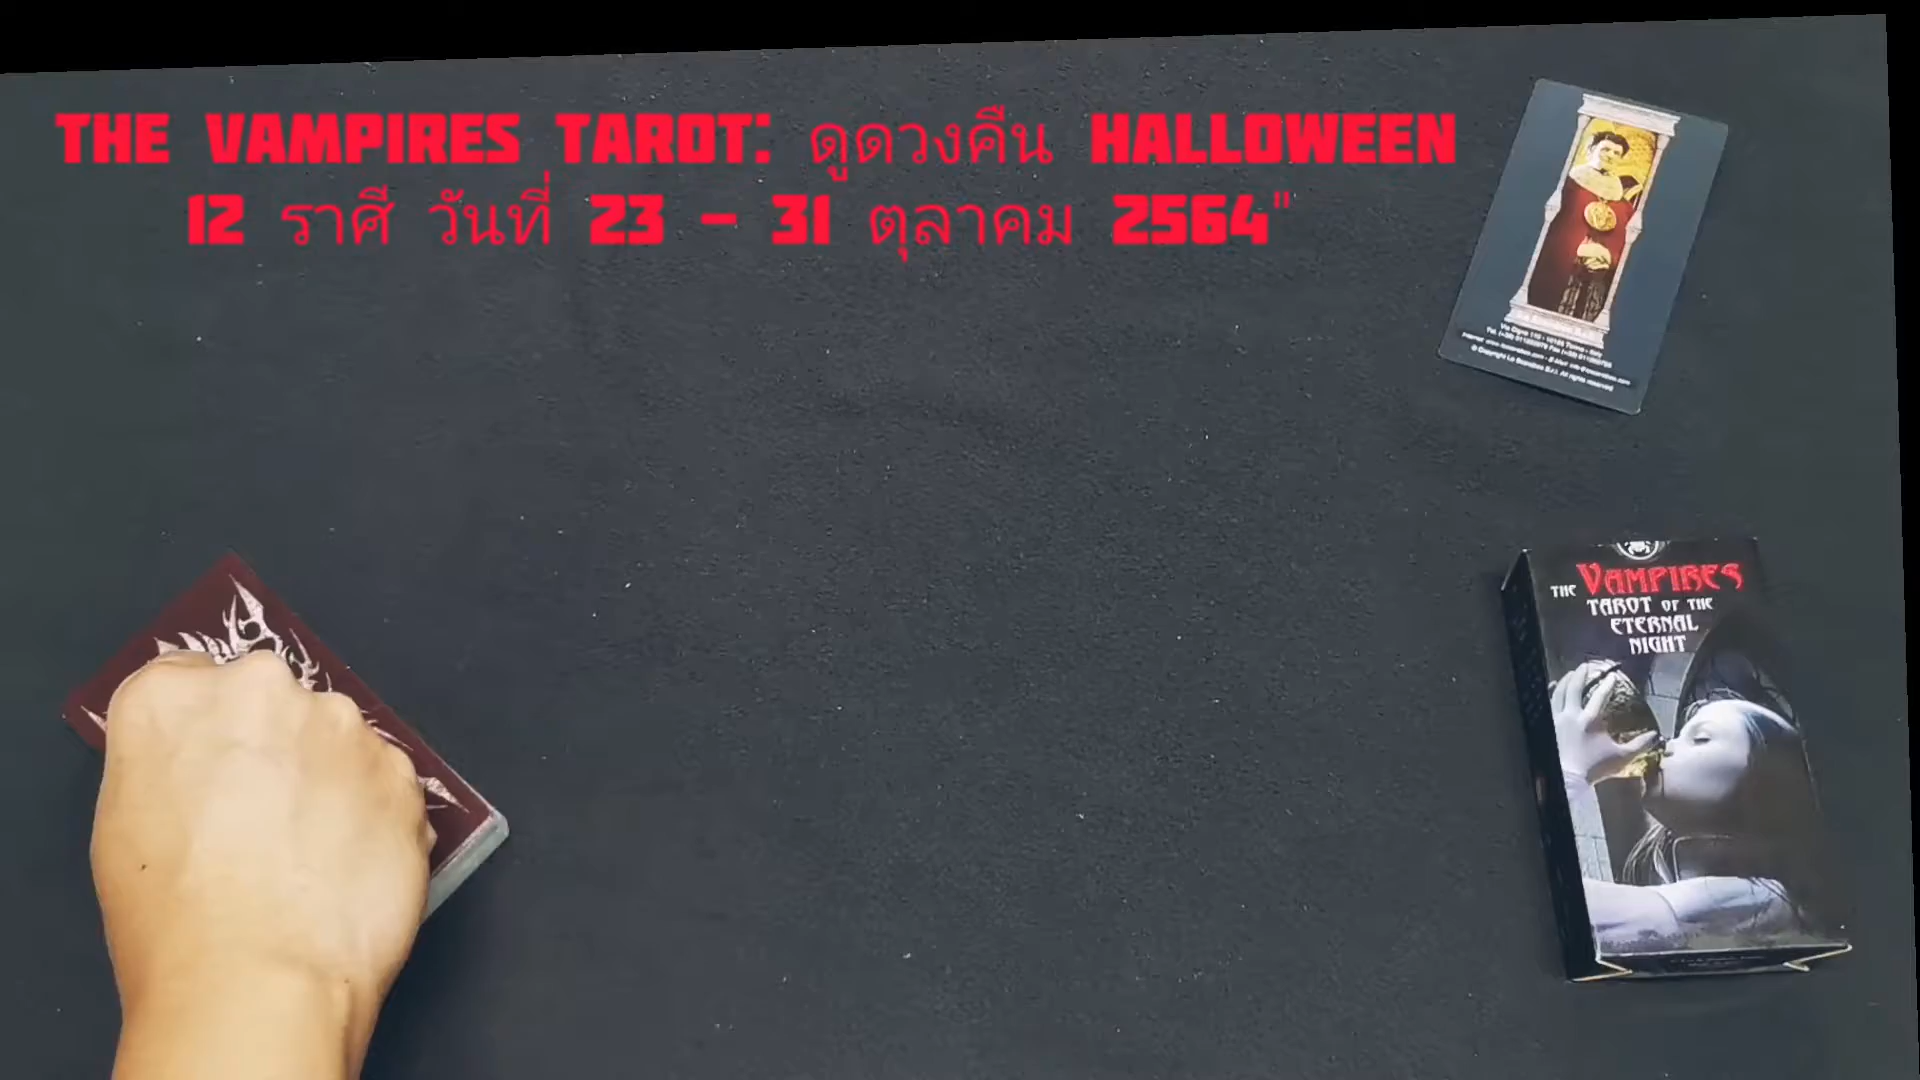 THE VAMPIRES TAROT: ดูดวงคืน HALLOWEEN
12 ราศี วันที่ 23 - 31 ตุลาคม 2564"
THE VAMPIRES
TAROT OF THE
ETERNAL
NIGHT